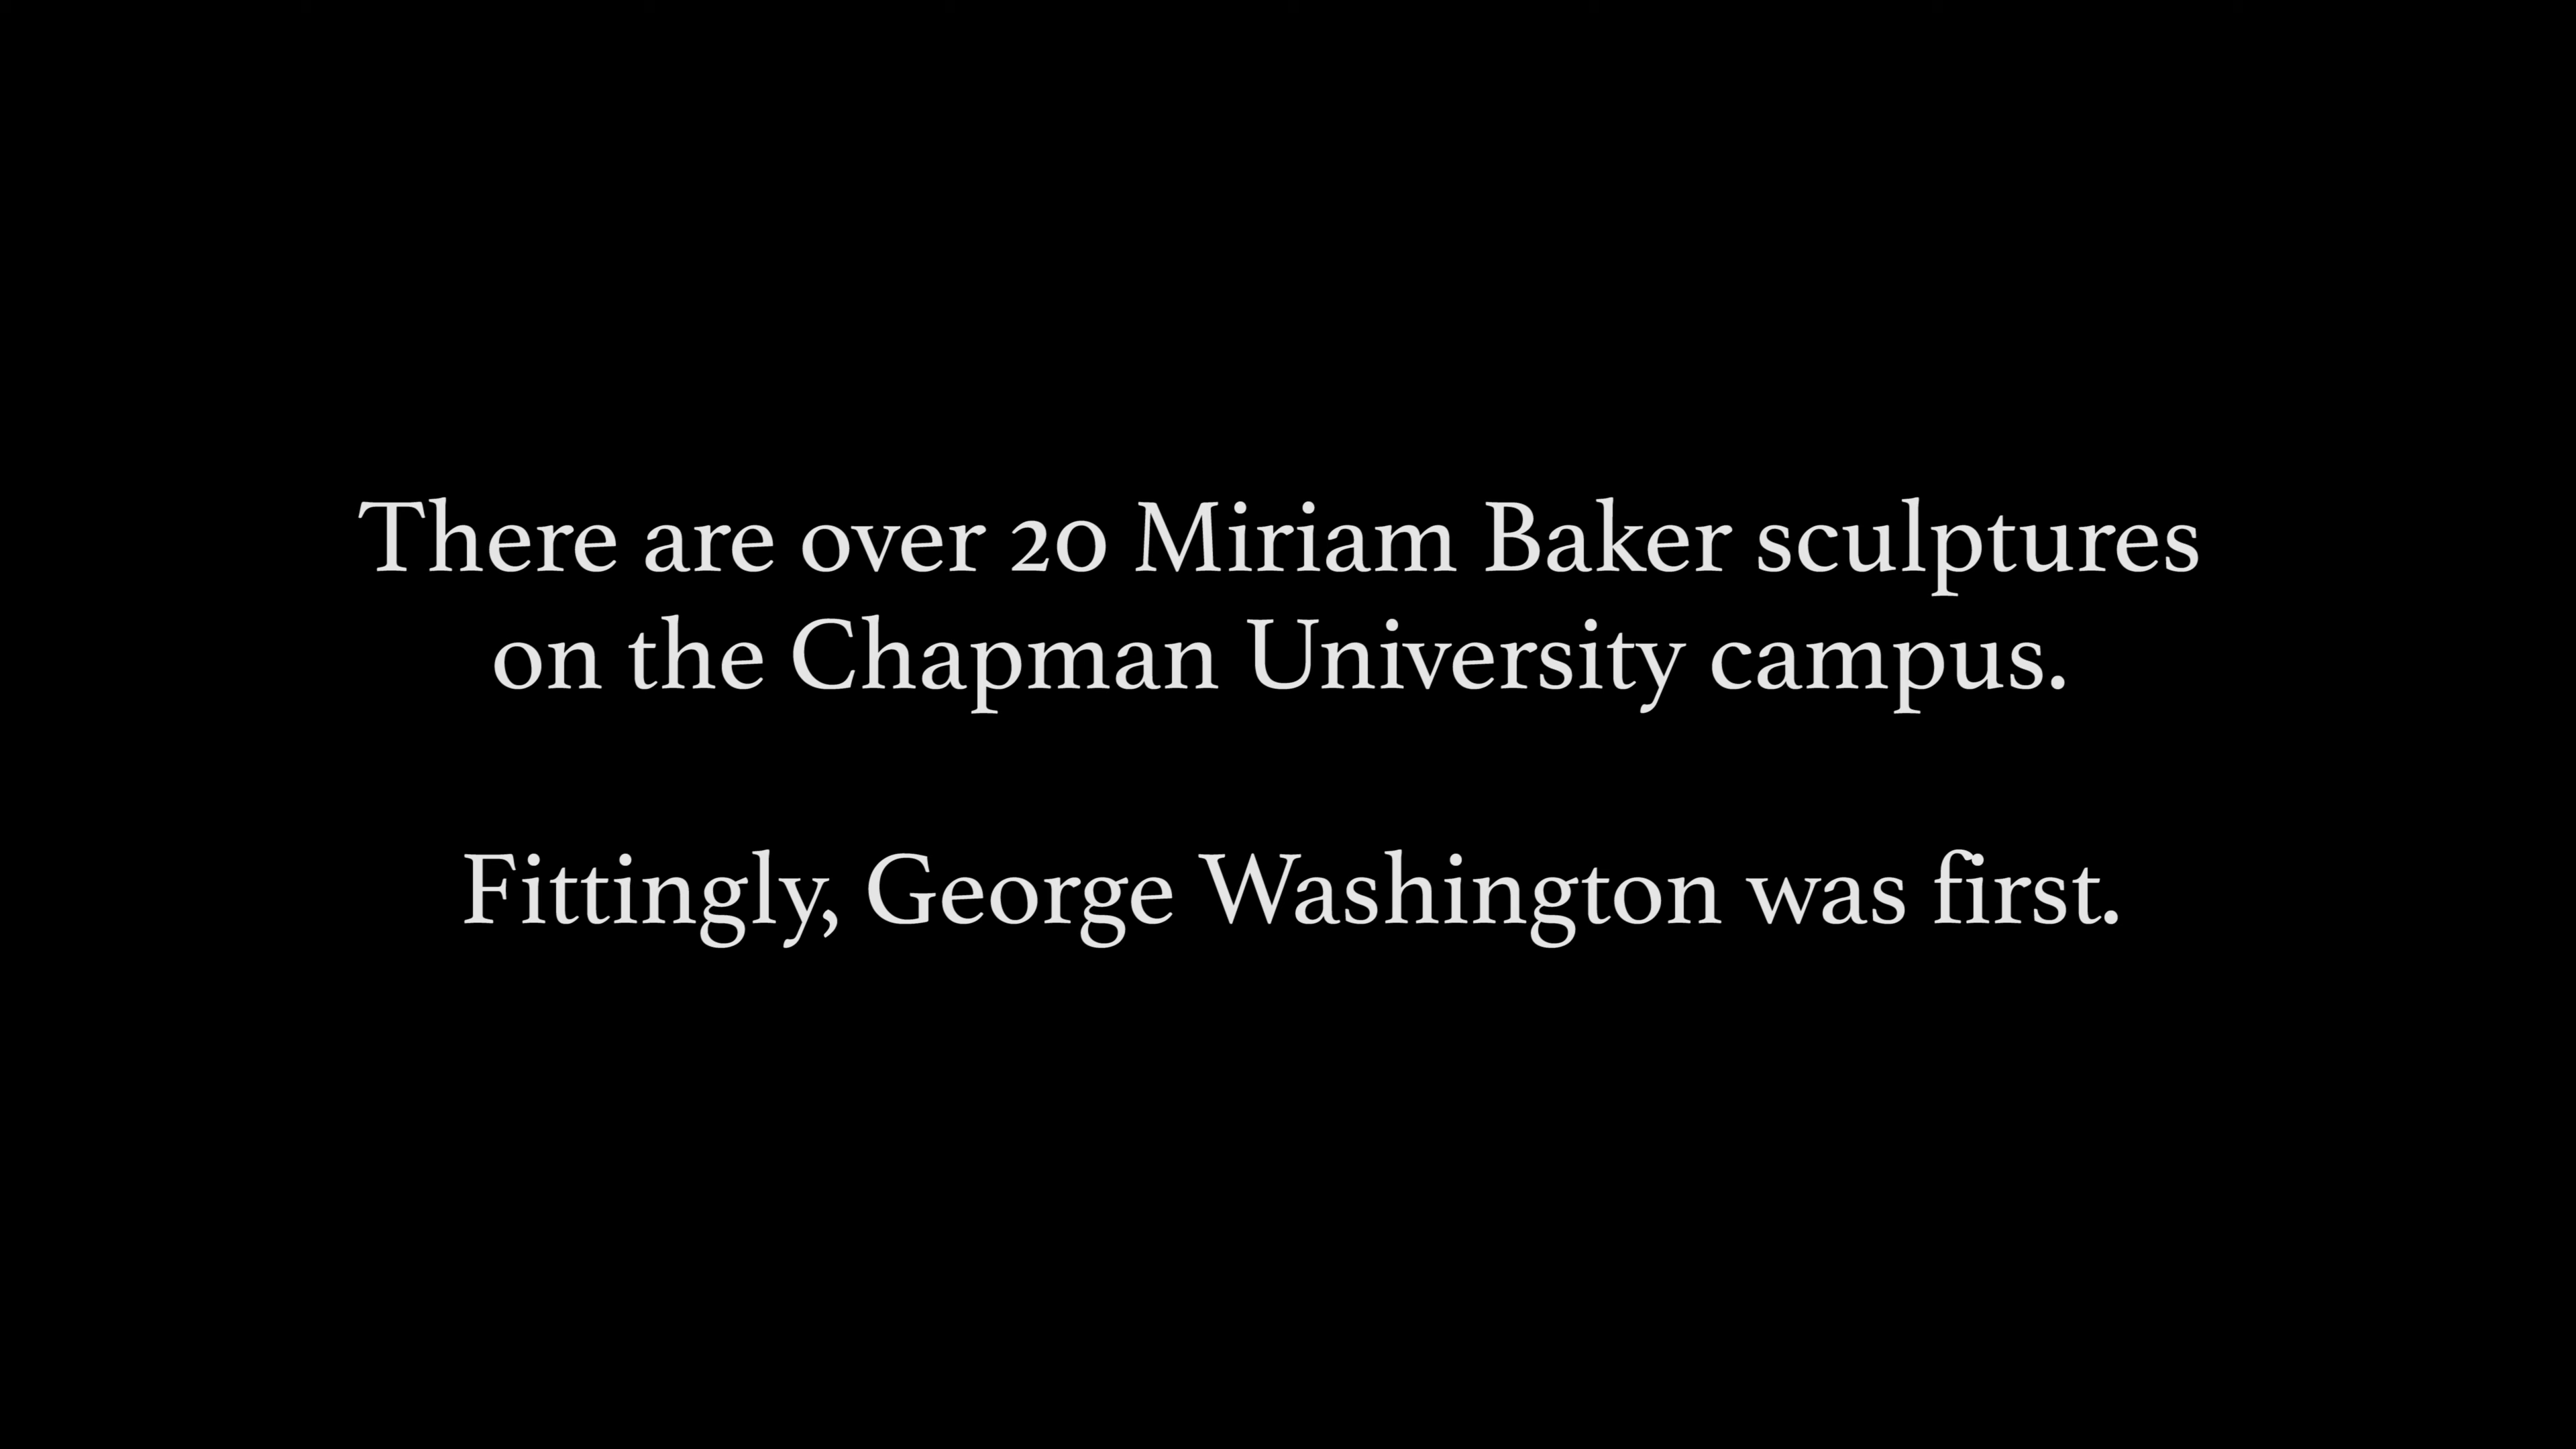 There are over 20 Miriam Baker sculptures
on the Chapman University campus.
Fittingly, George Washington was first.